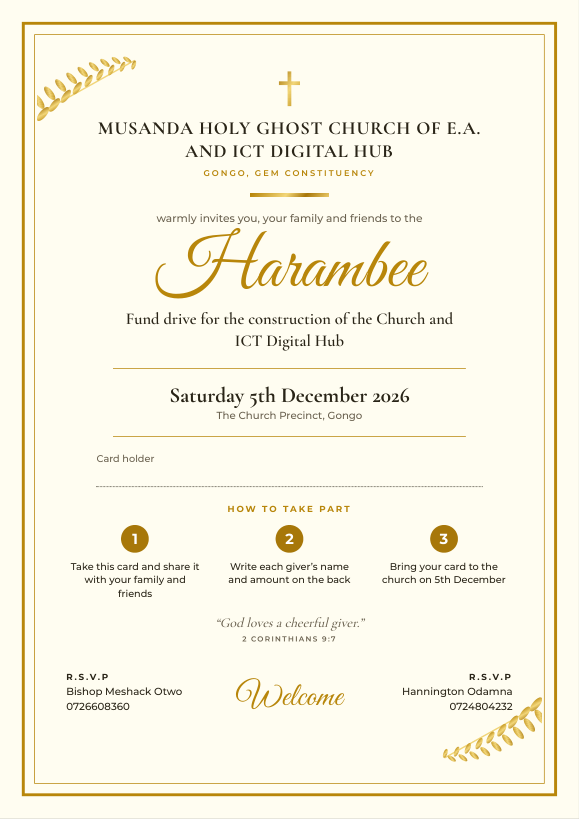 MUSANDA HOLY GHOST CHURCH OF E.A.
AND ICT DIGITAL HUB
GONGO, GEM CONSTITUENCY
warmly invites you, your family and friends to the
Harambee
Fund drive for the construction of the Church and
ICT Digital Hub
Saturday 5th December 2026
The Church Precinct, Gongo
Card holder
HOW TO TAKE PART
1
Take this card and share it
with your family and
friends
2
Write each giver’s name
and amount on the back
3
Bring your card to the
church on 5th December
“God loves a cheerful giver.”
2 CORINTHIANS 9:7
R.S.V.P
Bishop Meshack Otwo
0726608360
Welcome
R.S.V.P
Hannington Odamna
0724804232